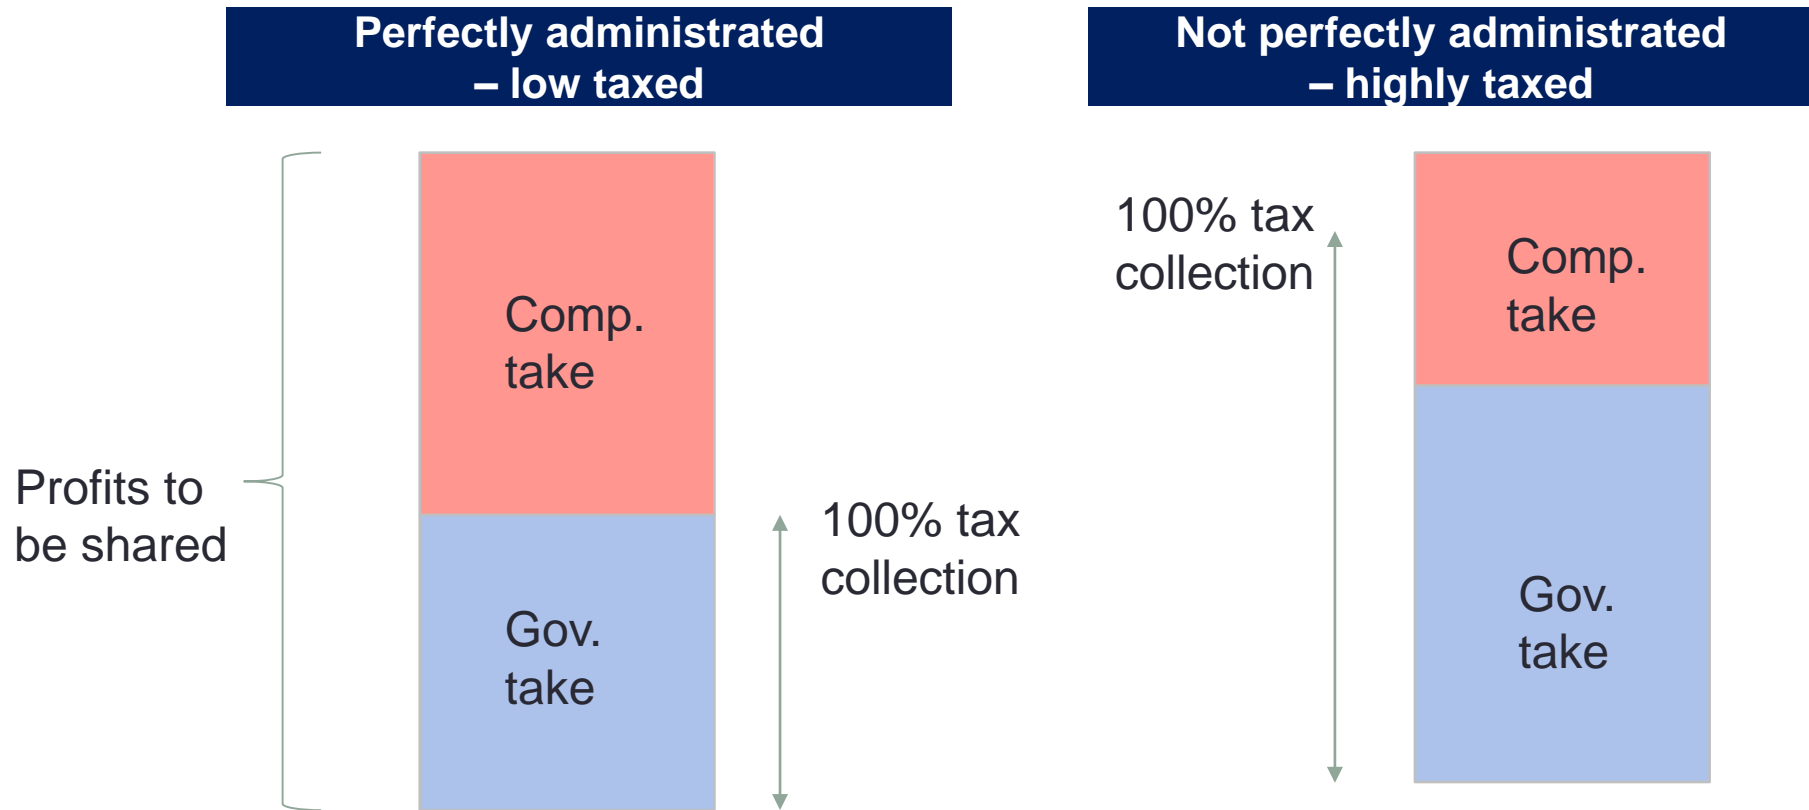 Perfectly administrated
– low taxed
Not perfectly administrated
– highly taxed
100% tax
collection
Comp.
take
Comp.
take
Profits to
be shared
100% tax
collection
Gov.
take
Gov.
take